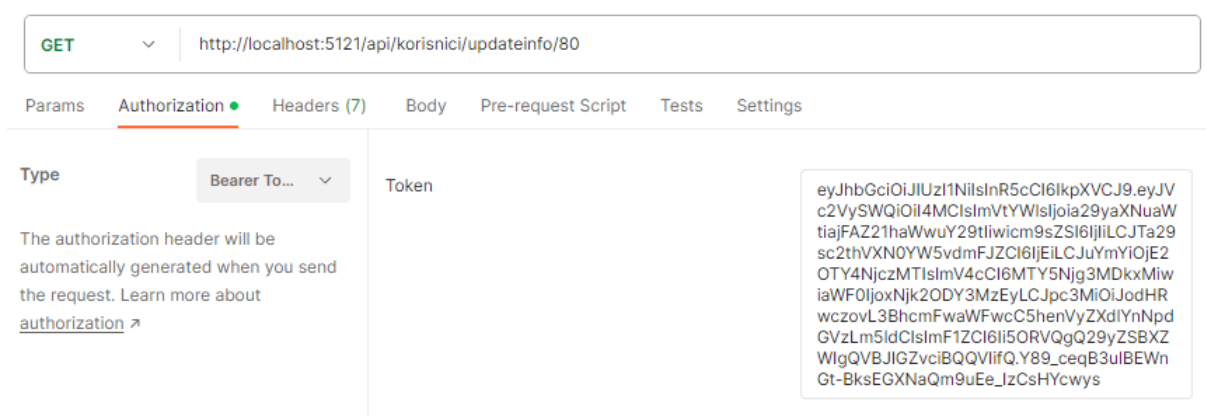 GET http://localhost:5121/api/korisnici/updateinfo/80
Params Authorization Headers (7) Body Pre-request Script Tests Settings
Type Bearer To...
The authorization header will be
automatically generated when you send
the request. Learn more about
authorization ↗
Token
eyJhbGciOiJIUzI1NiIsInR5cCI6IkpXVCJ9.eyJV
c2VySWQiOiI4MCIsImVtYWlsIjoia29yaXNuaW
tiajFAZ21haWwuY29tIiwicm9sZSI6IjIiLCJTa29
sc2thVXN0YW5vdmFJZCI6IjEiLCJuYmYiOjE2
OTY4NjczMTIsImV4cCI6MTY5Njg3MDkxMiw
iaWF0IjoxNjk2ODY3MzEyLCJpc3MiOiJodHR
wczovL3BhcmFwaWFwcC5henVyZXdlYnNpd
GVzLm5ldCIsImF1ZCI6Ii5ORVQgQ29yZSBXZ
WIgQVBJIGZvciBQQVIifQ.Y89_ceqB3uIBEWn
Gt-BksEGXNaQm9uEe_IzCsHYcwys